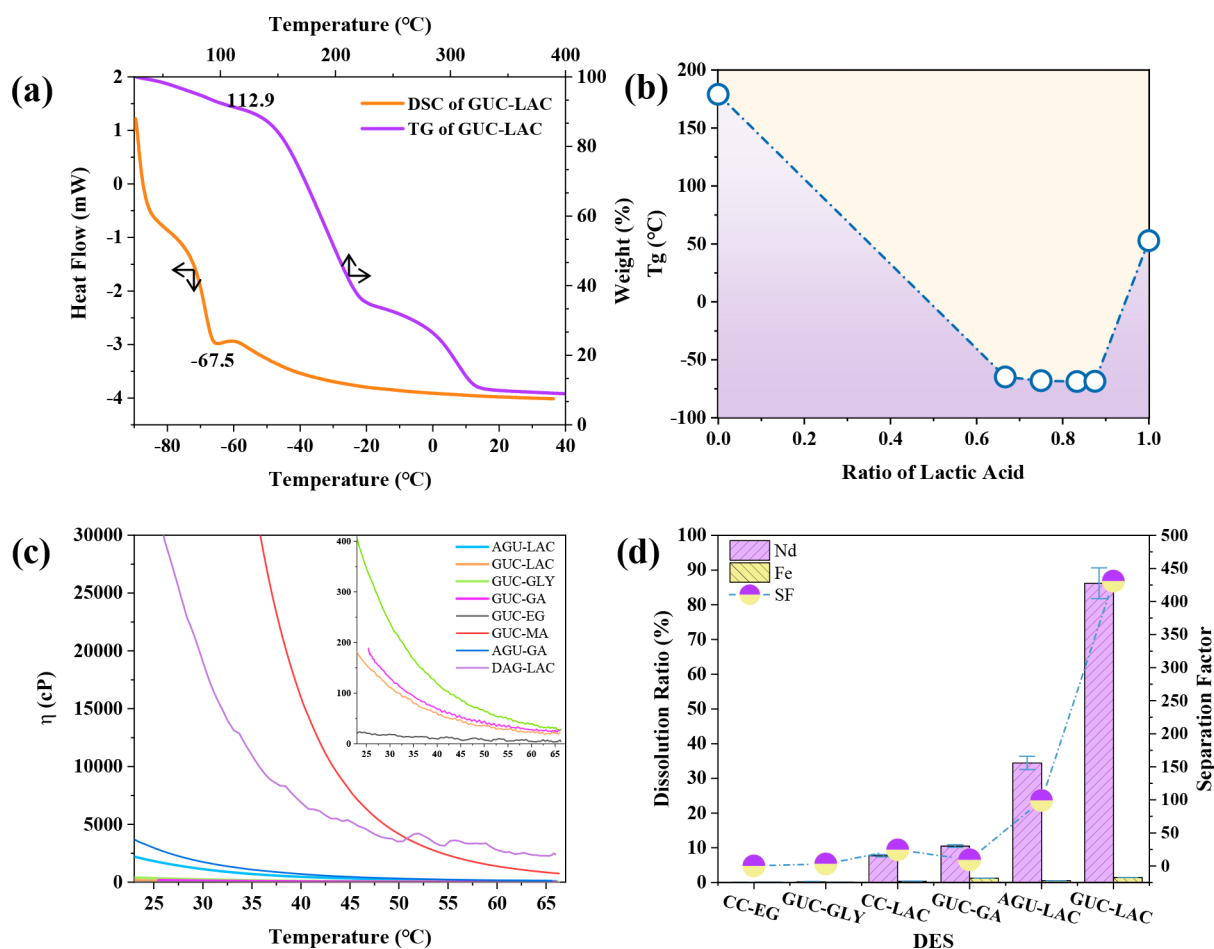 Temperature (℃)
100 200 300 400
(a)
2 100
112.9
DSC of GUC-LAC
TG of GUC-LAC
1 80
0
60
-1
Heat Flow (mW)
Weight (%)
40
-2
-3 20
-67.5
-4
0
-80 -60 -40 -20 0 20 40
Temperature (℃)
(b)
200
150
100
50
0
-50
-100
Tg (℃)
0.0 0.2 0.4 0.6 0.8 1.0
Ratio of Lactic Acid
(c)
30000
25000
20000
15000
10000
5000
0
η (cP)
400
300
200
100
0
25 30 35 40 45 50 55 60 65
AGU-LAC
GUC-LAC
GUC-GLY
GUC-GA
GUC-EG
GUC-MA
AGU-GA
DAG-LAC
25 30 35 40 45 50 55 60 65
Temperature (℃)
(d)
100
90
80
70
60
50
40
30
20
10
0
Dissolution Ratio (%)
Nd
Fe
SF
500
450
400
350
300
250
200
150
100
50
0
Separation Factor
CC-EG GUC-GLY CC-LAC GUC-GA AGU-LAC GUC-LAC
DES